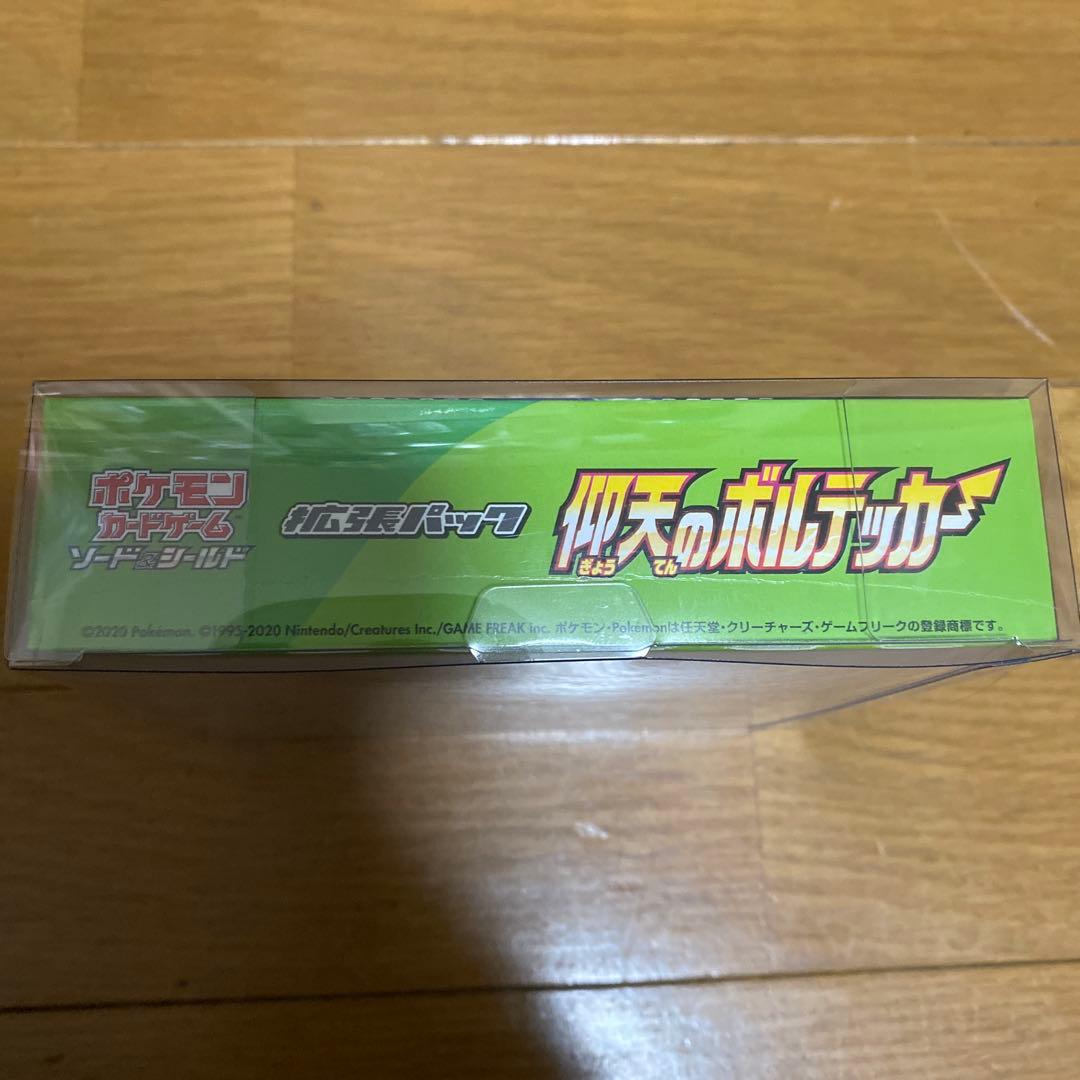 ポケモン
カードゲーム
ソード&シールド
拡張パック
仰天のボルテッカー
ぎょう てん
©2020 Pokémon. ©1995-2020 Nintendo/Creatures Inc./GAME FREAK inc. ポケモン・Pokémonは任天堂・クリーチャーズ・ゲームフリークの登録商標です。